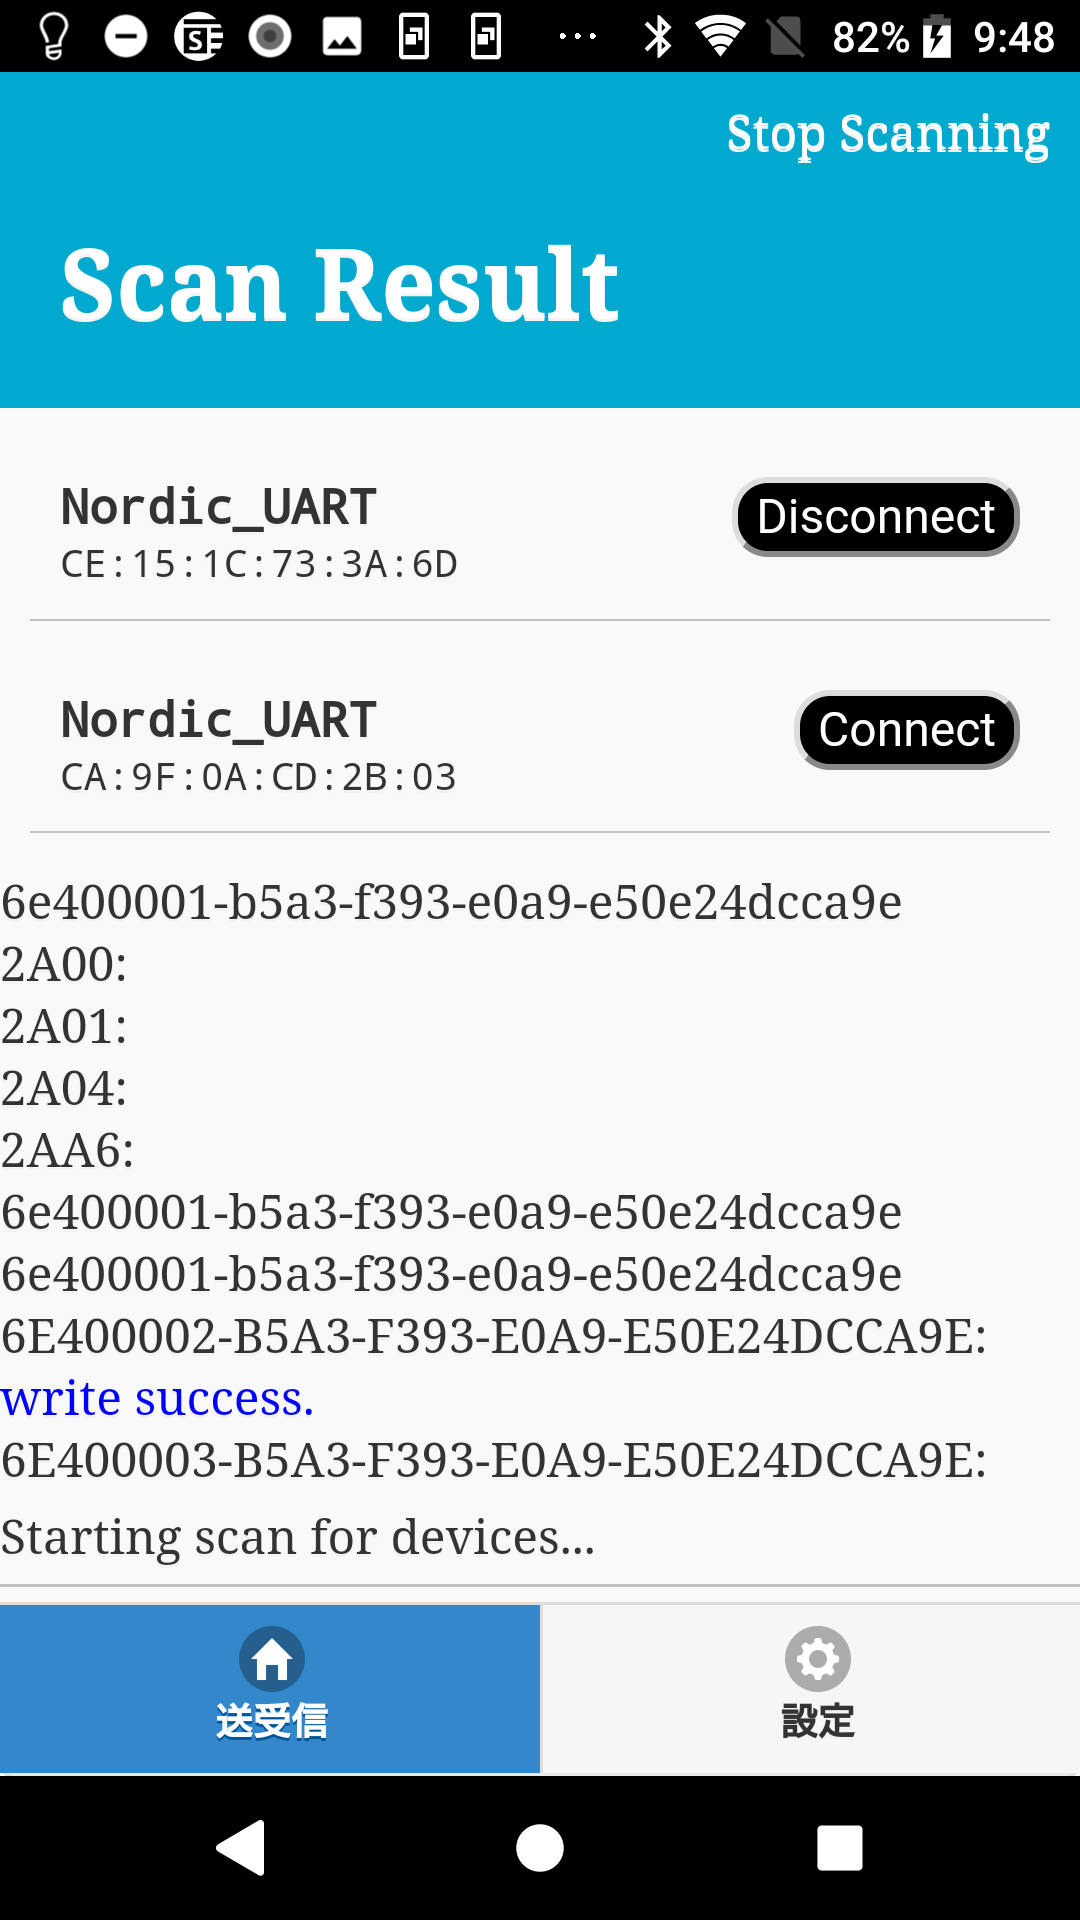 82% 9:48
Stop Scanning
Scan Result
Nordic_UART
Disconnect
CE:15:1C:73:3A:6D
Nordic_UART
Connect
CA:9F:0A:CD:2B:03
6e400001-b5a3-f393-e0a9-e50e24dcca9e
2A00:
2A01:
2A04:
2AA6:
6e400001-b5a3-f393-e0a9-e50e24dcca9e
6e400001-b5a3-f393-e0a9-e50e24dcca9e
6E400002-B5A3-F393-E0A9-E50E24DCCA9E:
write success.
6E400003-B5A3-F393-E0A9-E50E24DCCA9E:
Starting scan for devices...
送受信
設定